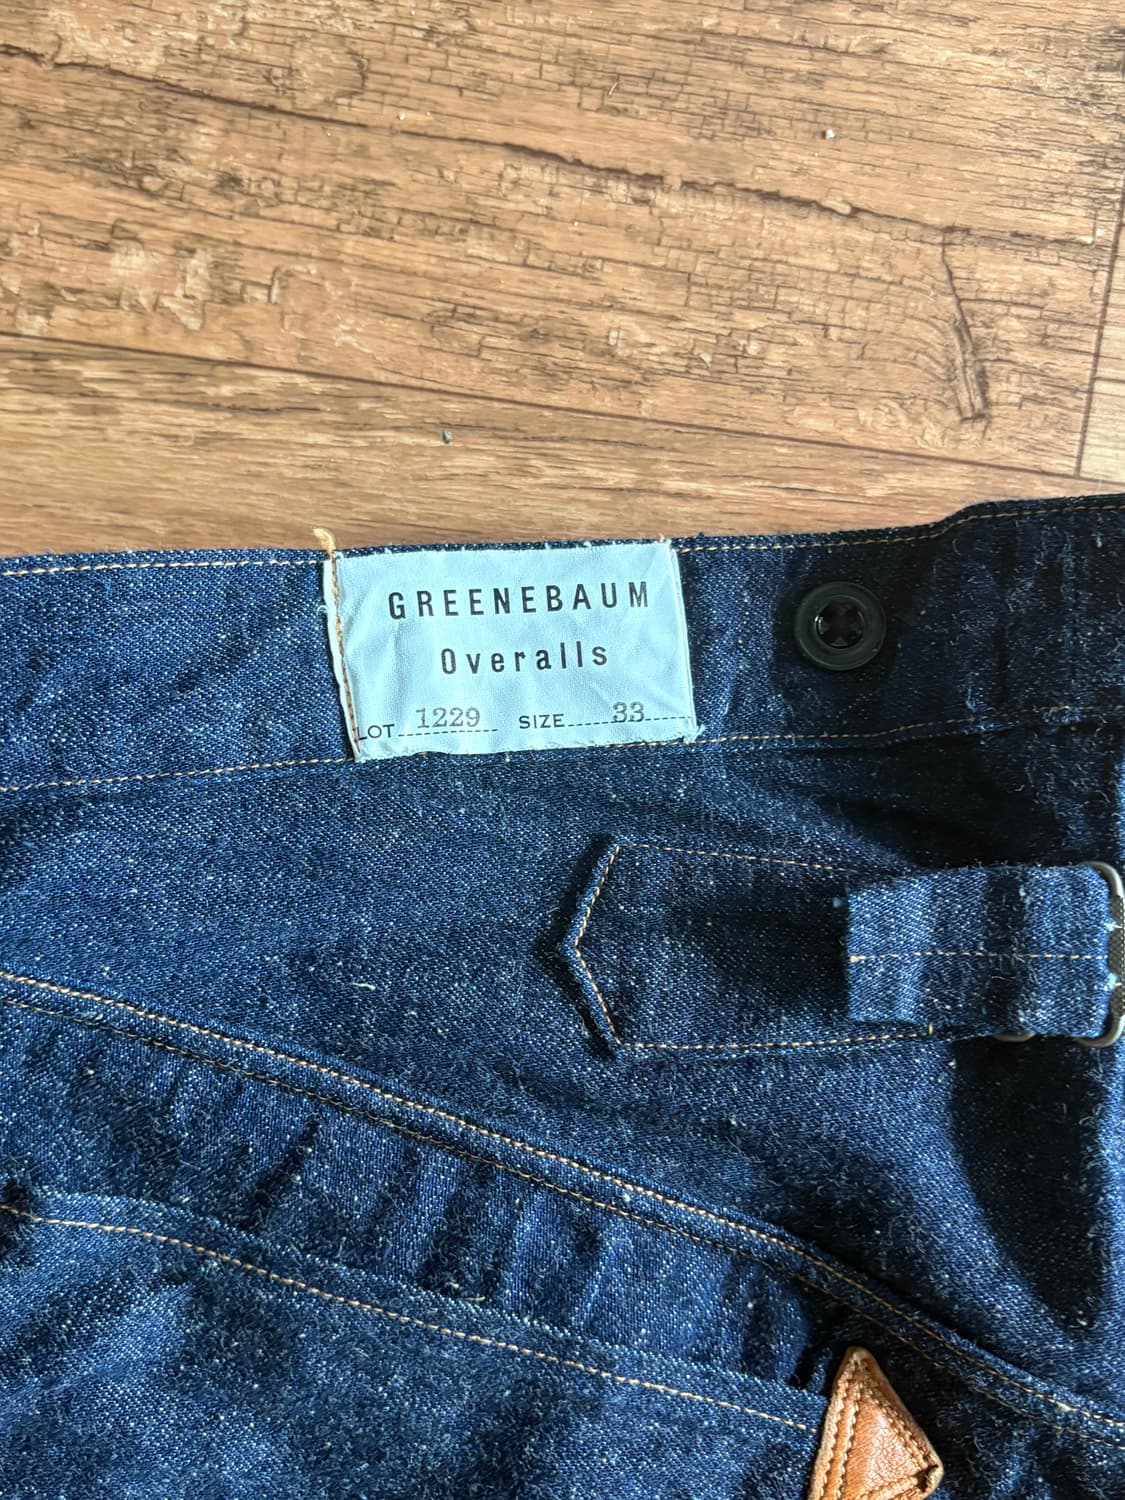 GREENEBAUM
Overalls
LOT 1229 SIZE 33